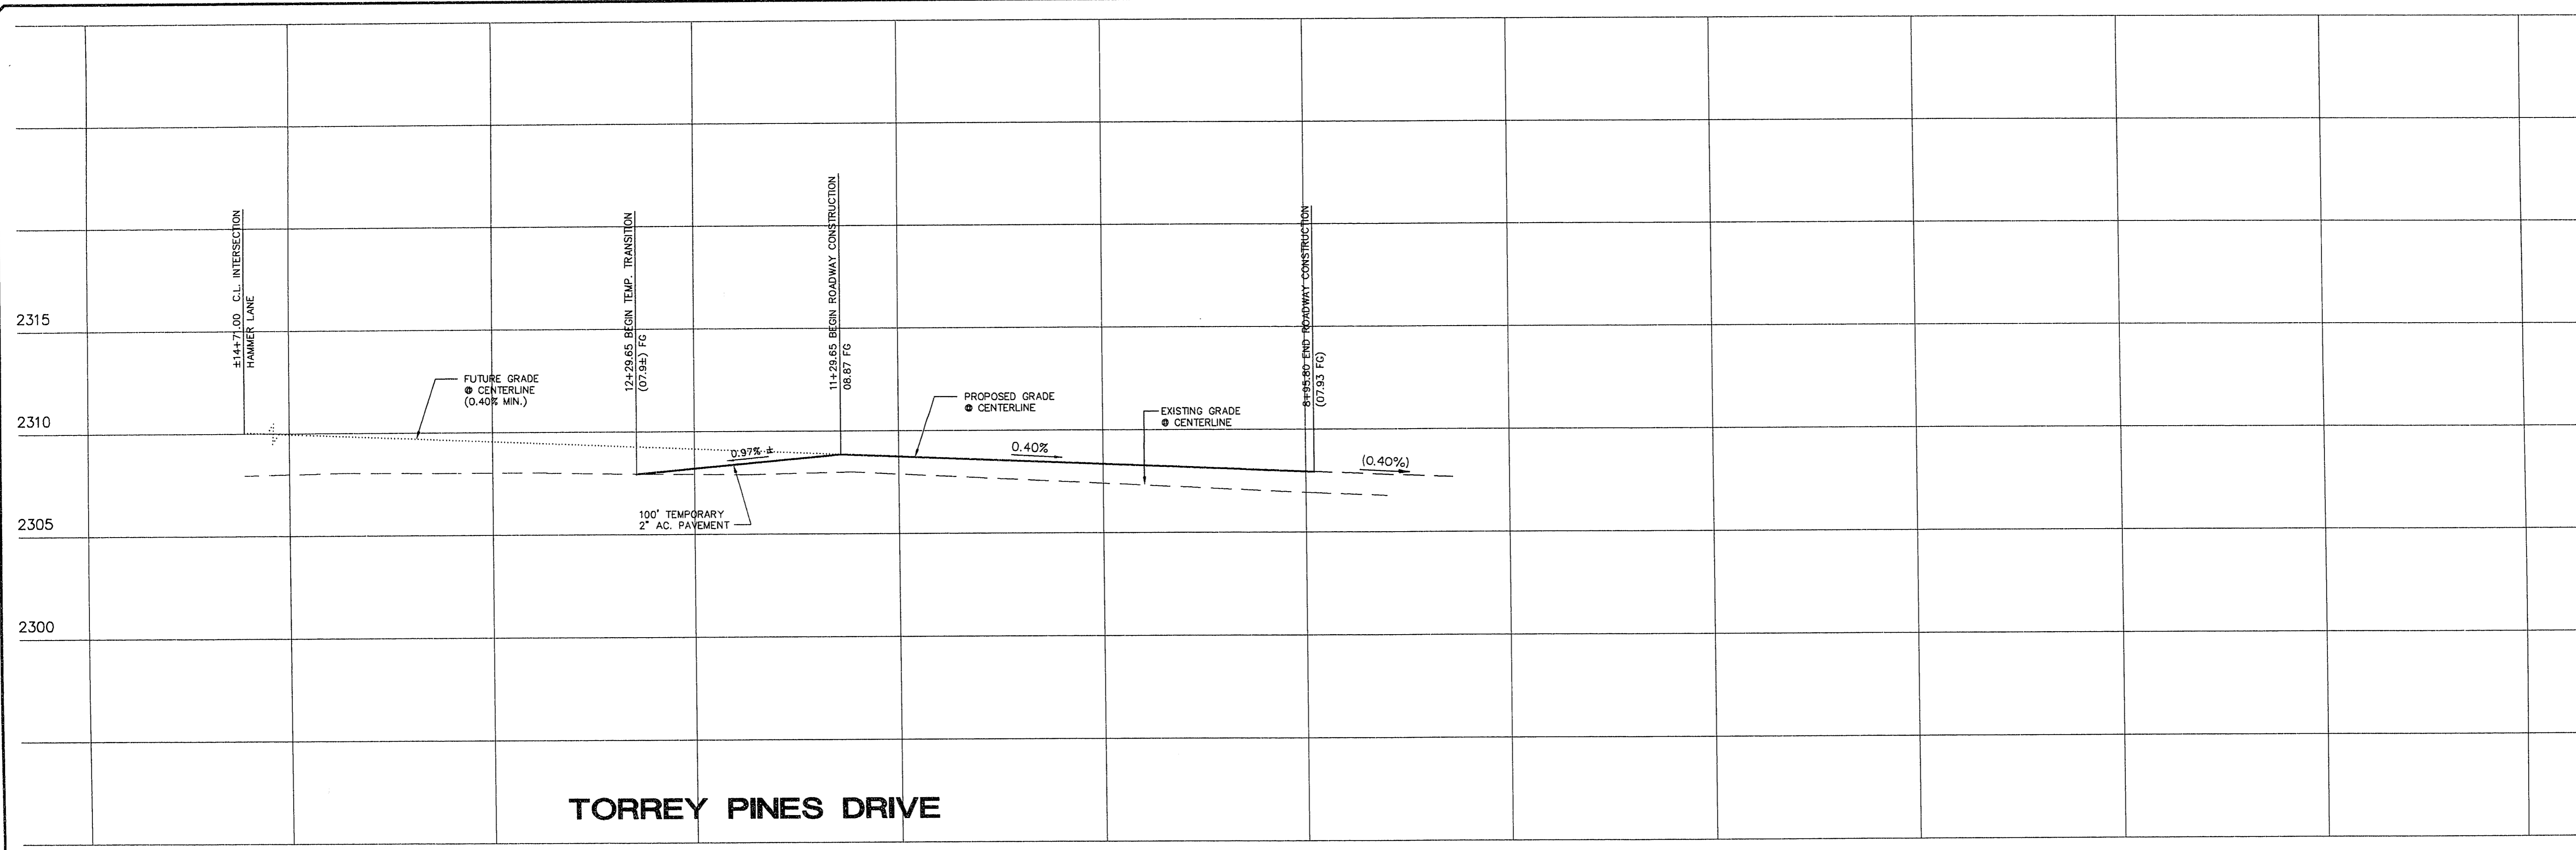 ±14+71.00 C.L. INTERSECTION
HAMMER LANE
12+29.65 BEGIN TEMP. TRANSITION
(07.9±) FG
11+29.65 BEGIN ROADWAY CONSTRUCTION
08.87 FG
8+95.80 END ROADWAY CONSTRUCTION
(07.93 FG)
2315
FUTURE GRADE
@ CENTERLINE
(0.40% MIN.)
PROPOSED GRADE
@ CENTERLINE
EXISTING GRADE
@ CENTERLINE
2310
0.97% ±
0.40%
(0.40%)
100' TEMPORARY
2" AC. PAVEMENT
2305
2300
TORREY PINES DRIVE